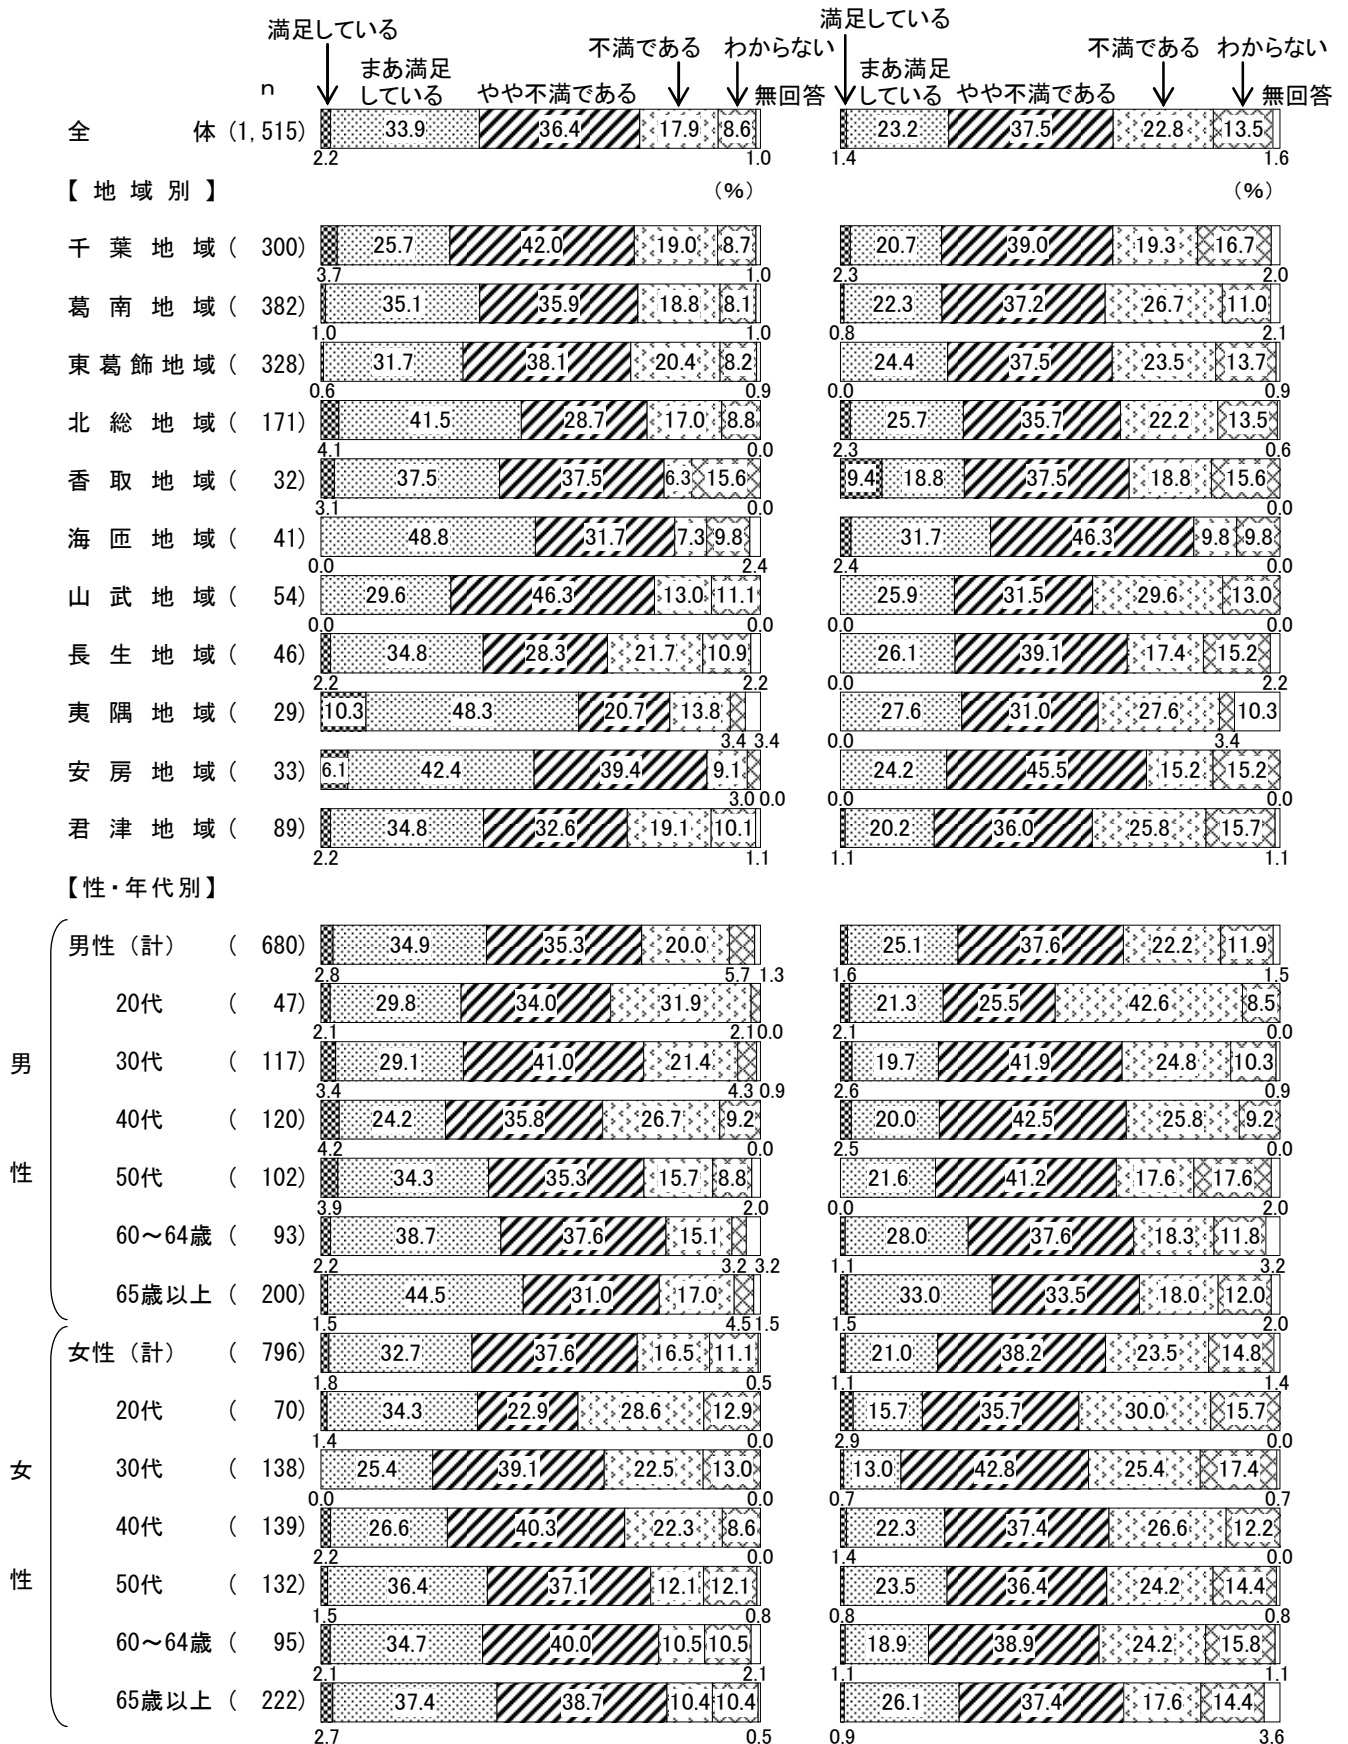 満足している 満足している
不満である わからない 不満である わからない
まあ満足 まあ満足
n している やや不満である 無回答 している やや不満である 無回答
全 体 (1,515) 33.9 36.4 17.9 8.6 23.2 37.5 22.8 13.5
2.2 1.0 1.4 1.6
【 地 域 別 】 (%) (%)
千 葉 地 域 ( 300) 25.7 42.0 19.0 8.7 20.7 39.0 19.3 16.7
3.7 1.0 2.3 2.0
葛 南 地 域 ( 382) 35.1 35.9 18.8 8.1 22.3 37.2 26.7 11.0
1.0 1.0 0.8 2.1
東 葛 飾 地 域 ( 328) 31.7 38.1 20.4 8.2 24.4 37.5 23.5 13.7
0.6 0.9 0.0 0.9
北 総 地 域 ( 171) 41.5 28.7 17.0 8.8 25.7 35.7 22.2 13.5
4.1 0.0 2.3 0.6
香 取 地 域 ( 32) 37.5 37.5 6.3 15.6 9.4 18.8 37.5 18.8 15.6
3.1 0.0 0.0
海 匝 地 域 ( 41) 48.8 31.7 7.3 9.8 31.7 46.3 9.8 9.8
0.0 2.4 2.4 0.0
山 武 地 域 ( 54) 29.6 46.3 13.0 11.1 25.9 31.5 29.6 13.0
0.0 0.0 0.0 0.0
長 生 地 域 ( 46) 34.8 28.3 21.7 10.9 26.1 39.1 17.4 15.2
2.2 2.2 0.0 2.2
夷 隅 地 域 ( 29) 10.3 48.3 20.7 13.8 27.6 31.0 27.6 10.3
3.4 3.4 0.0 3.4
安 房 地 域 ( 33) 6.1 42.4 39.4 9.1 24.2 45.5 15.2 15.2
3.0 0.0 0.0 0.0
君 津 地 域 ( 89) 34.8 32.6 19.1 10.1 20.2 36.0 25.8 15.7
2.2 1.1 1.1 1.1
【性・年代別】
男性（計） ( 680) 34.9 35.3 20.0 25.1 37.6 22.2 11.9
2.8 5.7 1.3 1.6 1.5
20代 ( 47) 29.8 34.0 31.9 21.3 25.5 42.6 8.5
2.1 2.1 0.0 2.1 0.0
男 30代 ( 117) 29.1 41.0 21.4 19.7 41.9 24.8 10.3
3.4 4.3 0.9 2.6 0.9
40代 ( 120) 24.2 35.8 26.7 9.2 20.0 42.5 25.8 9.2
4.2 0.0 2.5 0.0
性 50代 ( 102) 34.3 35.3 15.7 8.8 21.6 41.2 17.6 17.6
3.9 2.0 0.0 2.0
60～64歳 ( 93) 38.7 37.6 15.1 28.0 37.6 18.3 11.8
2.2 3.2 3.2 1.1 3.2
65歳以上 ( 200) 44.5 31.0 17.0 33.0 33.5 18.0 12.0
1.5 4.5 1.5 1.5 2.0
女性（計） ( 796) 32.7 37.6 16.5 11.1 21.0 38.2 23.5 14.8
1.8 0.5 1.1 1.4
20代 ( 70) 34.3 22.9 28.6 12.9 15.7 35.7 30.0 15.7
1.4 0.0 2.9 0.0
女 30代 ( 138) 25.4 39.1 22.5 13.0 13.0 42.8 25.4 17.4
0.0 0.0 0.7 0.7
40代 ( 139) 26.6 40.3 22.3 8.6 22.3 37.4 26.6 12.2
2.2 0.0 1.4 0.0
性 50代 ( 132) 36.4 37.1 12.1 12.1 23.5 36.4 24.2 14.4
1.5 0.8 0.8 0.8
60～64歳 ( 95) 34.7 40.0 10.5 10.5 18.9 38.9 24.2 15.8
2.1 2.1 1.1 1.1
65歳以上 ( 222) 37.4 38.7 10.4 10.4 26.1 37.4 17.6 14.4
2.7 0.5 0.9 3.6